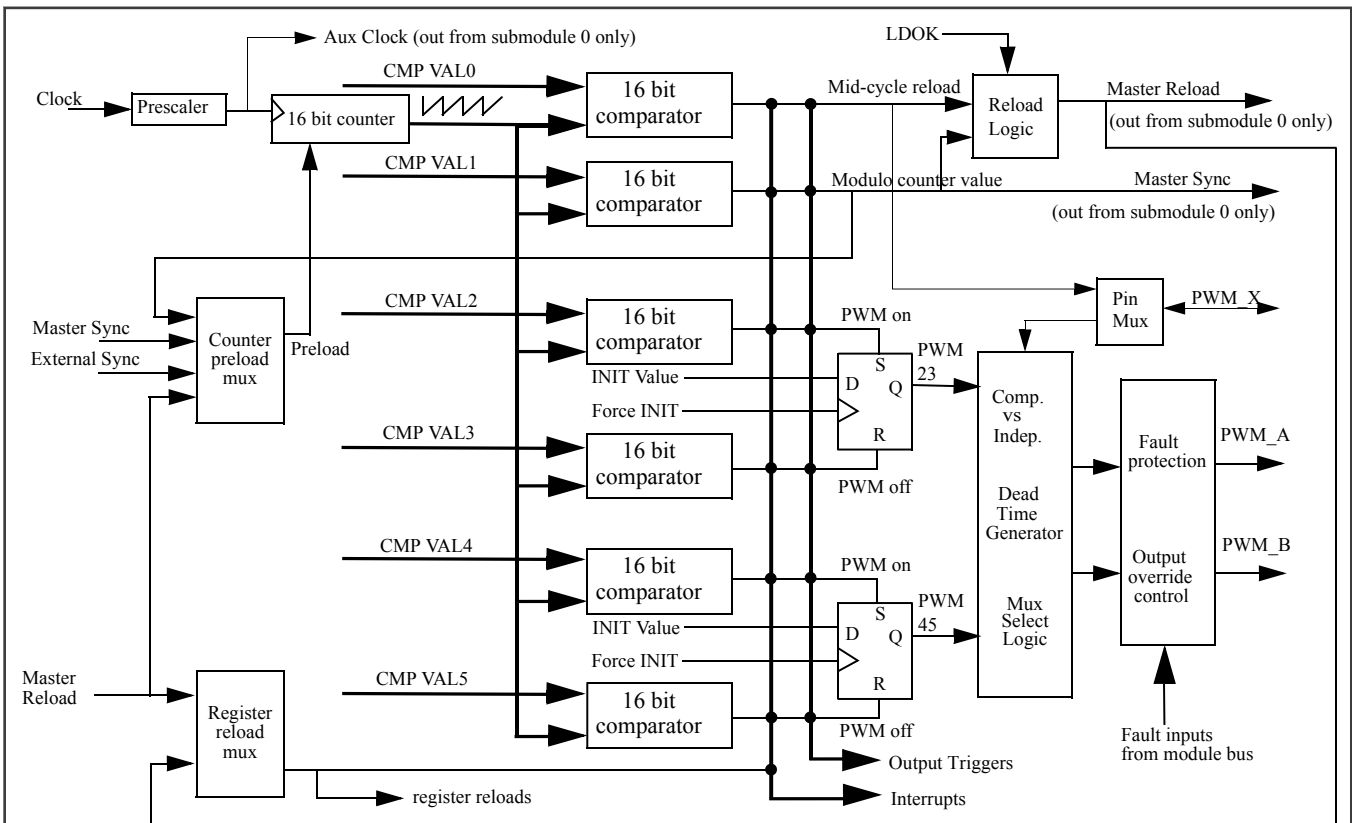 Aux Clock (out from submodule 0 only)
LDOK
CMP VAL0
Clock
Prescaler
16 bit counter
16 bit
comparator
Mid-cycle reload
Reload
Logic
Master Reload
(out from submodule 0 only)
CMP VAL1
16 bit
comparator
Modulo counter value
Master Sync
(out from submodule 0 only)
CMP VAL2
Master Sync
External Sync
Counter
preload
mux
Preload
16 bit
comparator
PWM on
Pin
Mux
PWM_X
INIT Value
Force INIT
D
S
Q
R
PWM
23
CMP VAL3
16 bit
comparator
PWM off
Comp.
vs
Indep.
Dead
Time
Generator
Mux
Select
Logic
Fault
protection
Output
override
control
PWM_A
PWM_B
CMP VAL4
16 bit
comparator
PWM on
INIT Value
Force INIT
D
S
Q
R
PWM
45
Master
Reload
Register
reload
mux
CMP VAL5
16 bit
comparator
PWM off
Fault inputs
from module bus
Output Triggers
register reloads
Interrupts